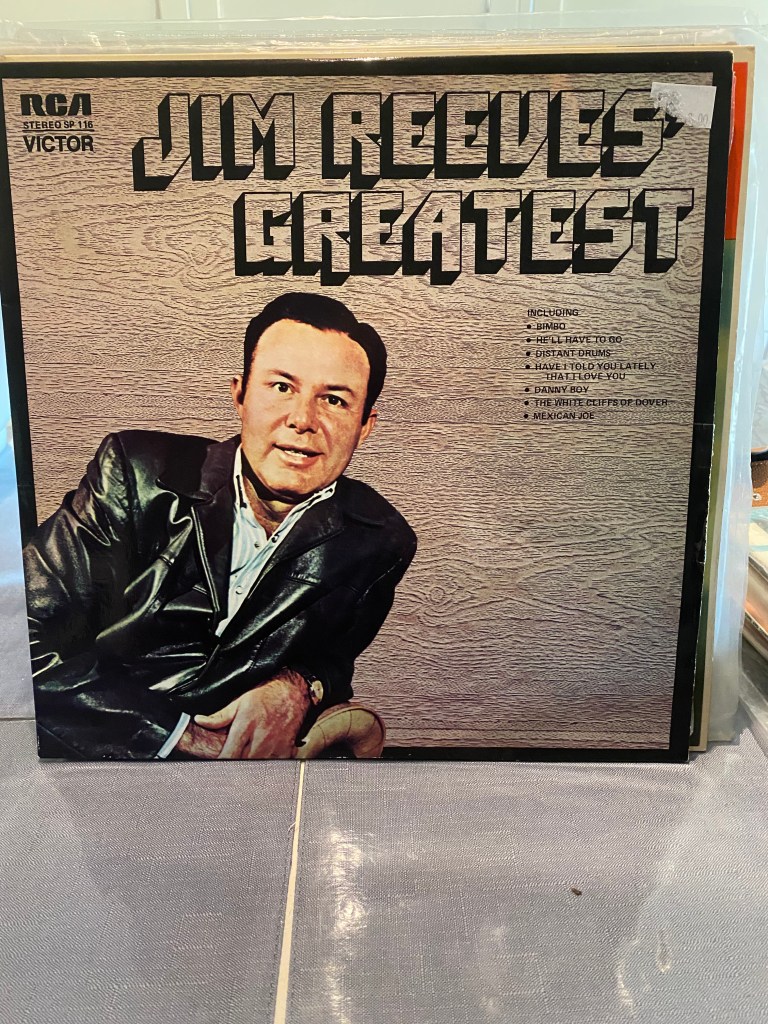 RCA
STEREO SP 116
VICTOR
JIM REEVES'
GREATEST
INCLUDING
• BIMBO
• HE'LL HAVE TO GO
• DISTANT DRUMS
• HAVE I TOLD YOU LATELY
THAT I LOVE YOU
• DANNY BOY
• THE WHITE CLIFFS OF DOVER
• MEXICAN JOE